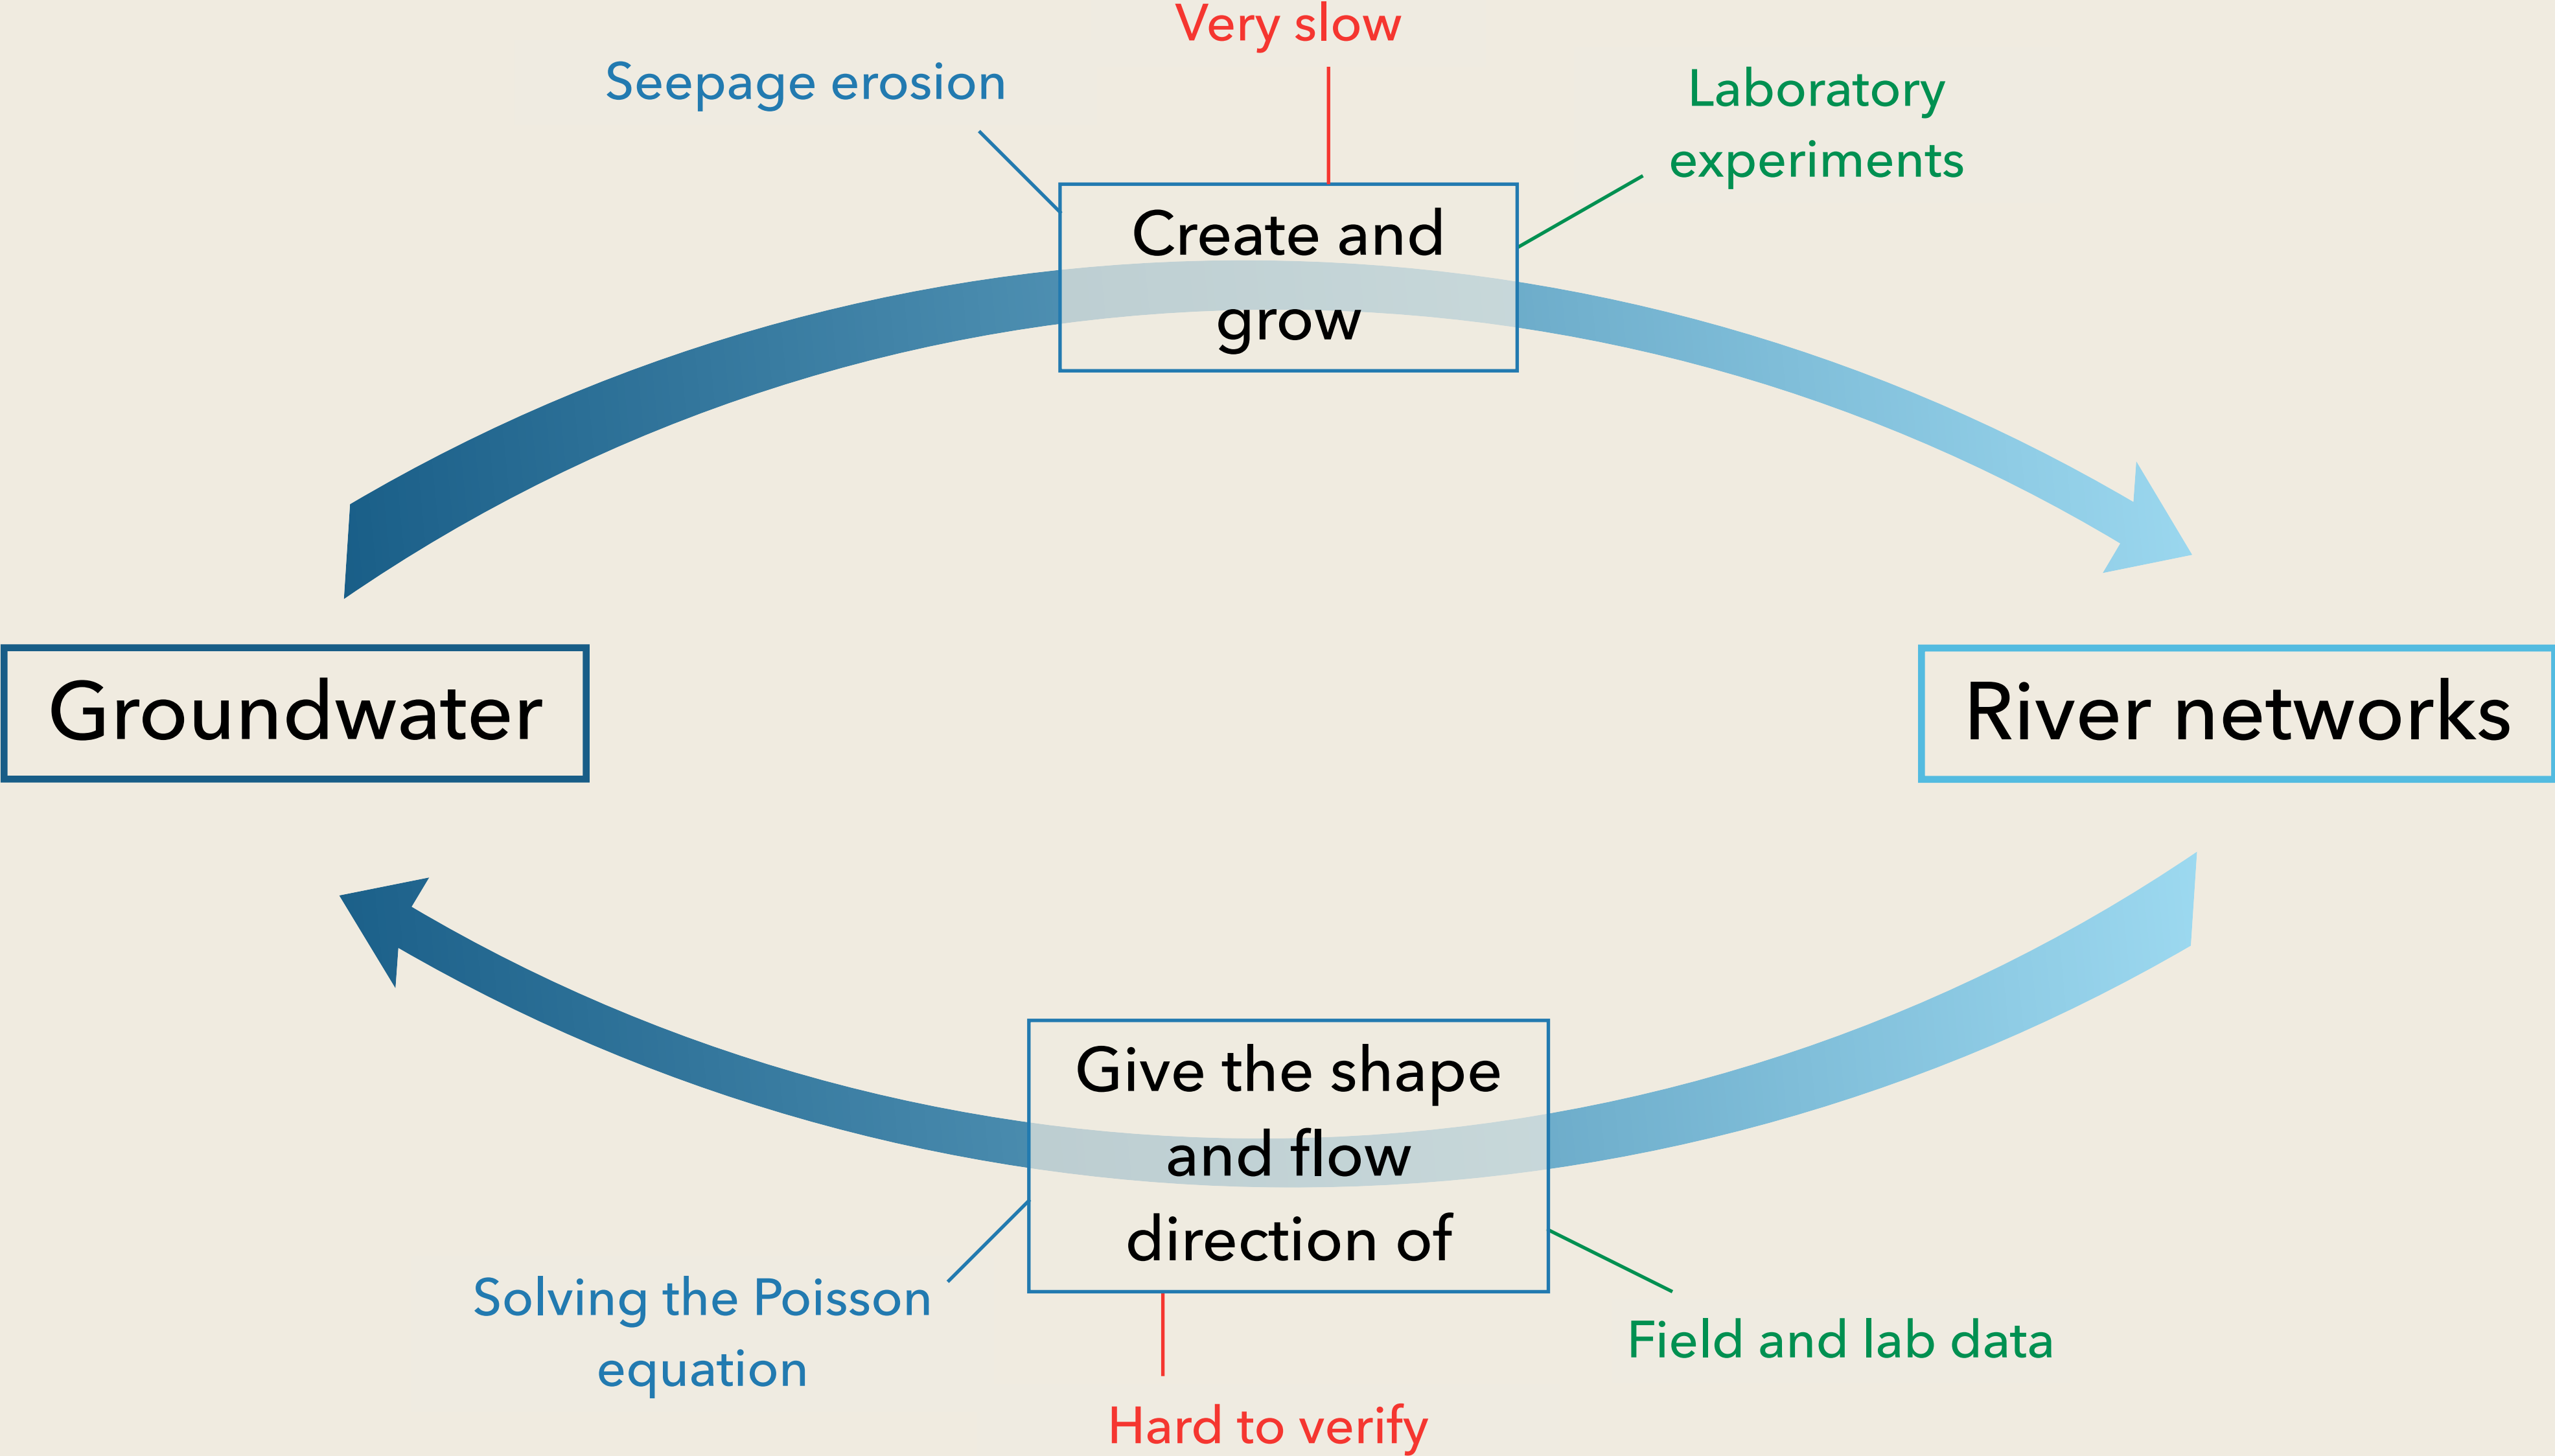 Very slow
Seepage erosion
Laboratory
experiments
Create and
grow
Groundwater
River networks
Give the shape
and flow
direction of
Solving the Poisson
equation
Field and lab data
Hard to verify